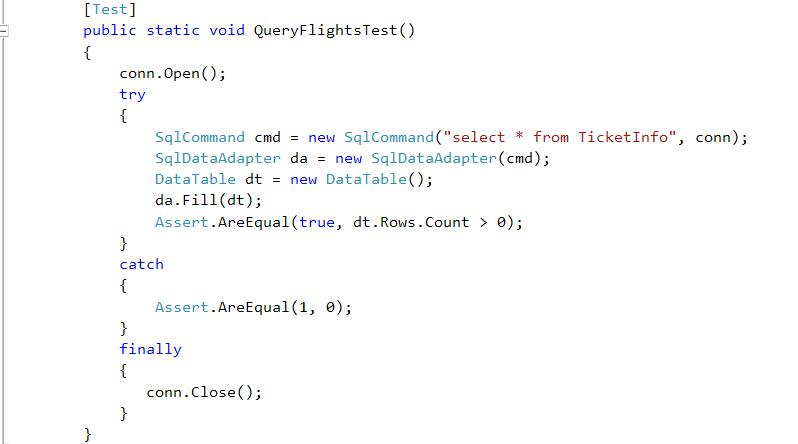 [Test]
public static void QueryFlightsTest()
{
    conn.Open();
    try
    {
        SqlCommand cmd = new SqlCommand("select * from TicketInfo", conn);
        SqlDataAdapter da = new SqlDataAdapter(cmd);
        DataTable dt = new DataTable();
        da.Fill(dt);
        Assert.AreEqual(true, dt.Rows.Count > 0);
    }
    catch
    {
        Assert.AreEqual(1, 0);
    }
    finally
    {
       conn.Close();
    }
}